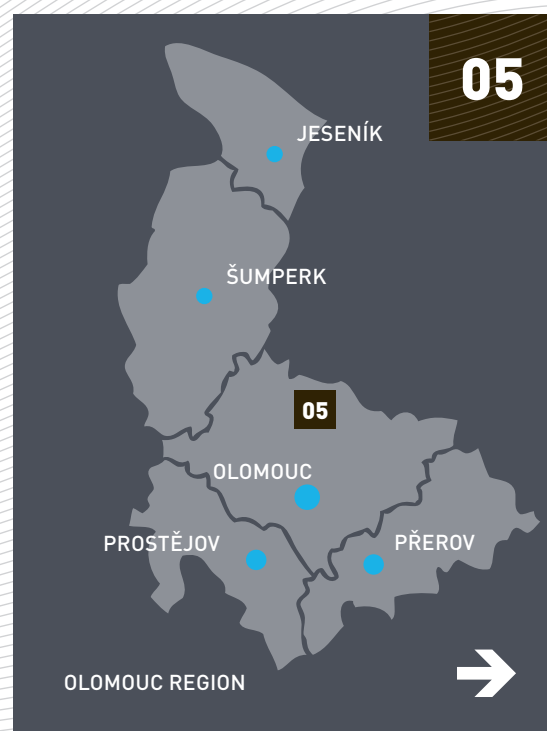 05
JESENÍK
ŠUMPERK
05
OLOMOUC
PROSTĚJOV
PŘEROV
OLOMOUC REGION